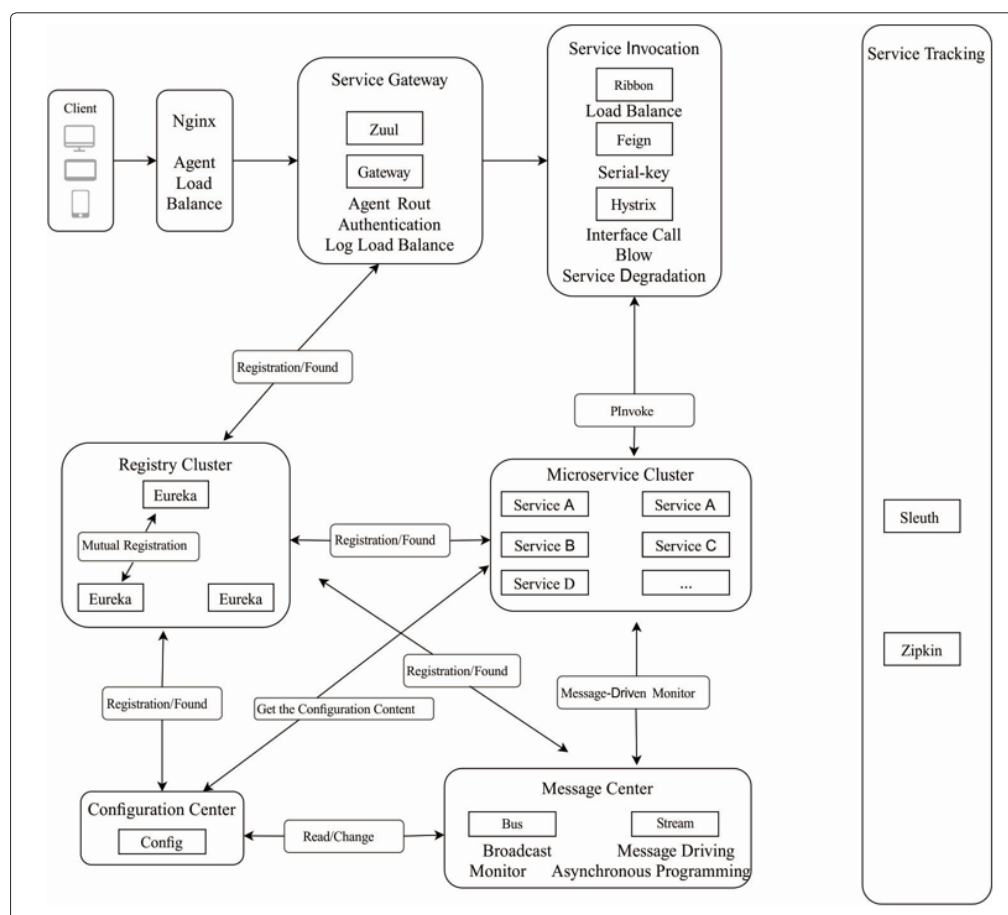 Client
Nginx
Agent
Load
Balance
Service Gateway
Zuul
Gateway
Agent Rout
Authentication
Log Load Balance
Service Invocation
Ribbon
Load Balance
Feign
Serial-key
Hystrix
Interface Call
Blow
Service Degradation
Service Tracking
Sleuth
Zipkin
Registration/Found
PInvoke
Registry Cluster
Eureka
Mutual Registration
Eureka
Eureka
Registration/Found
Microservice Cluster
Service A
Service A
Service B
Service C
Service D
...
Registration/Found
Get the Configuration Content
Registration/Found
Message-Driven Monitor
Configuration Center
Config
Read/Change
Message Center
Bus
Stream
Broadcast
Monitor
Message Driving
Asynchronous Programming